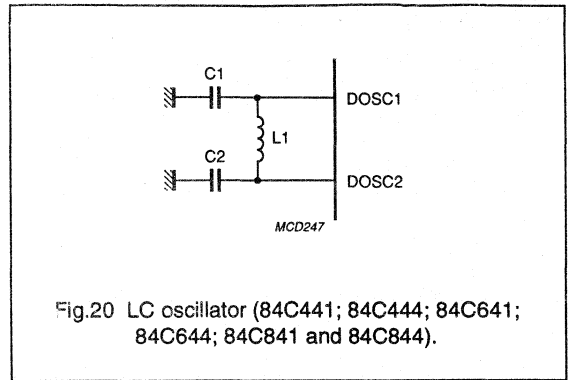 C1
DOSC1
L1
C2
DOSC2
MCD247
Fig.20 LC oscillator (84C441; 84C444; 84C641;
84C644; 84C841 and 84C844).